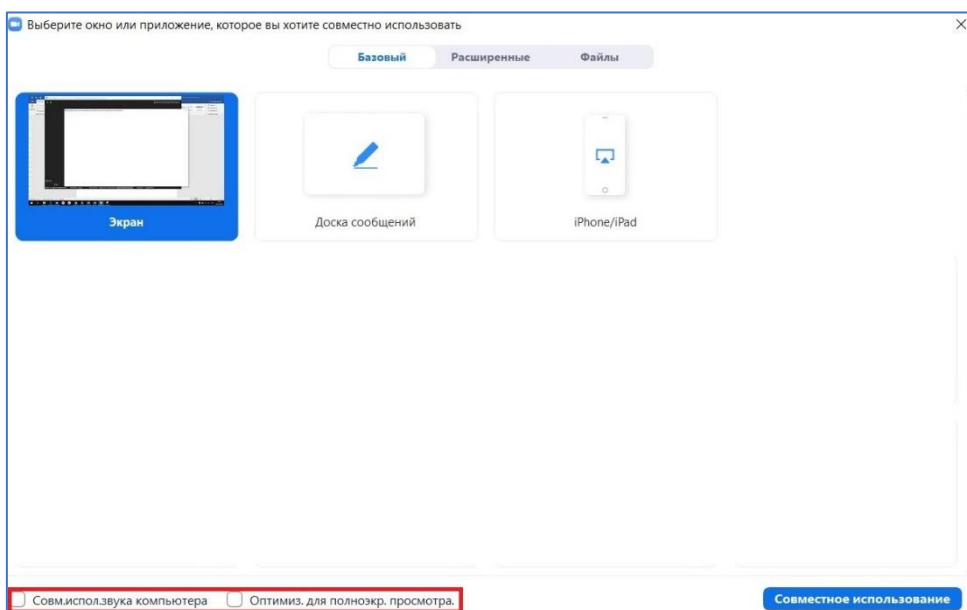 Выберите окно или приложение, которое вы хотите совместно использовать
Базовый Расширенные Файлы
Экран Доска сообщений iPhone/iPad
Совм.испол.звука компьютера Оптимиз. для полноэкр. просмотра. Совместное использование